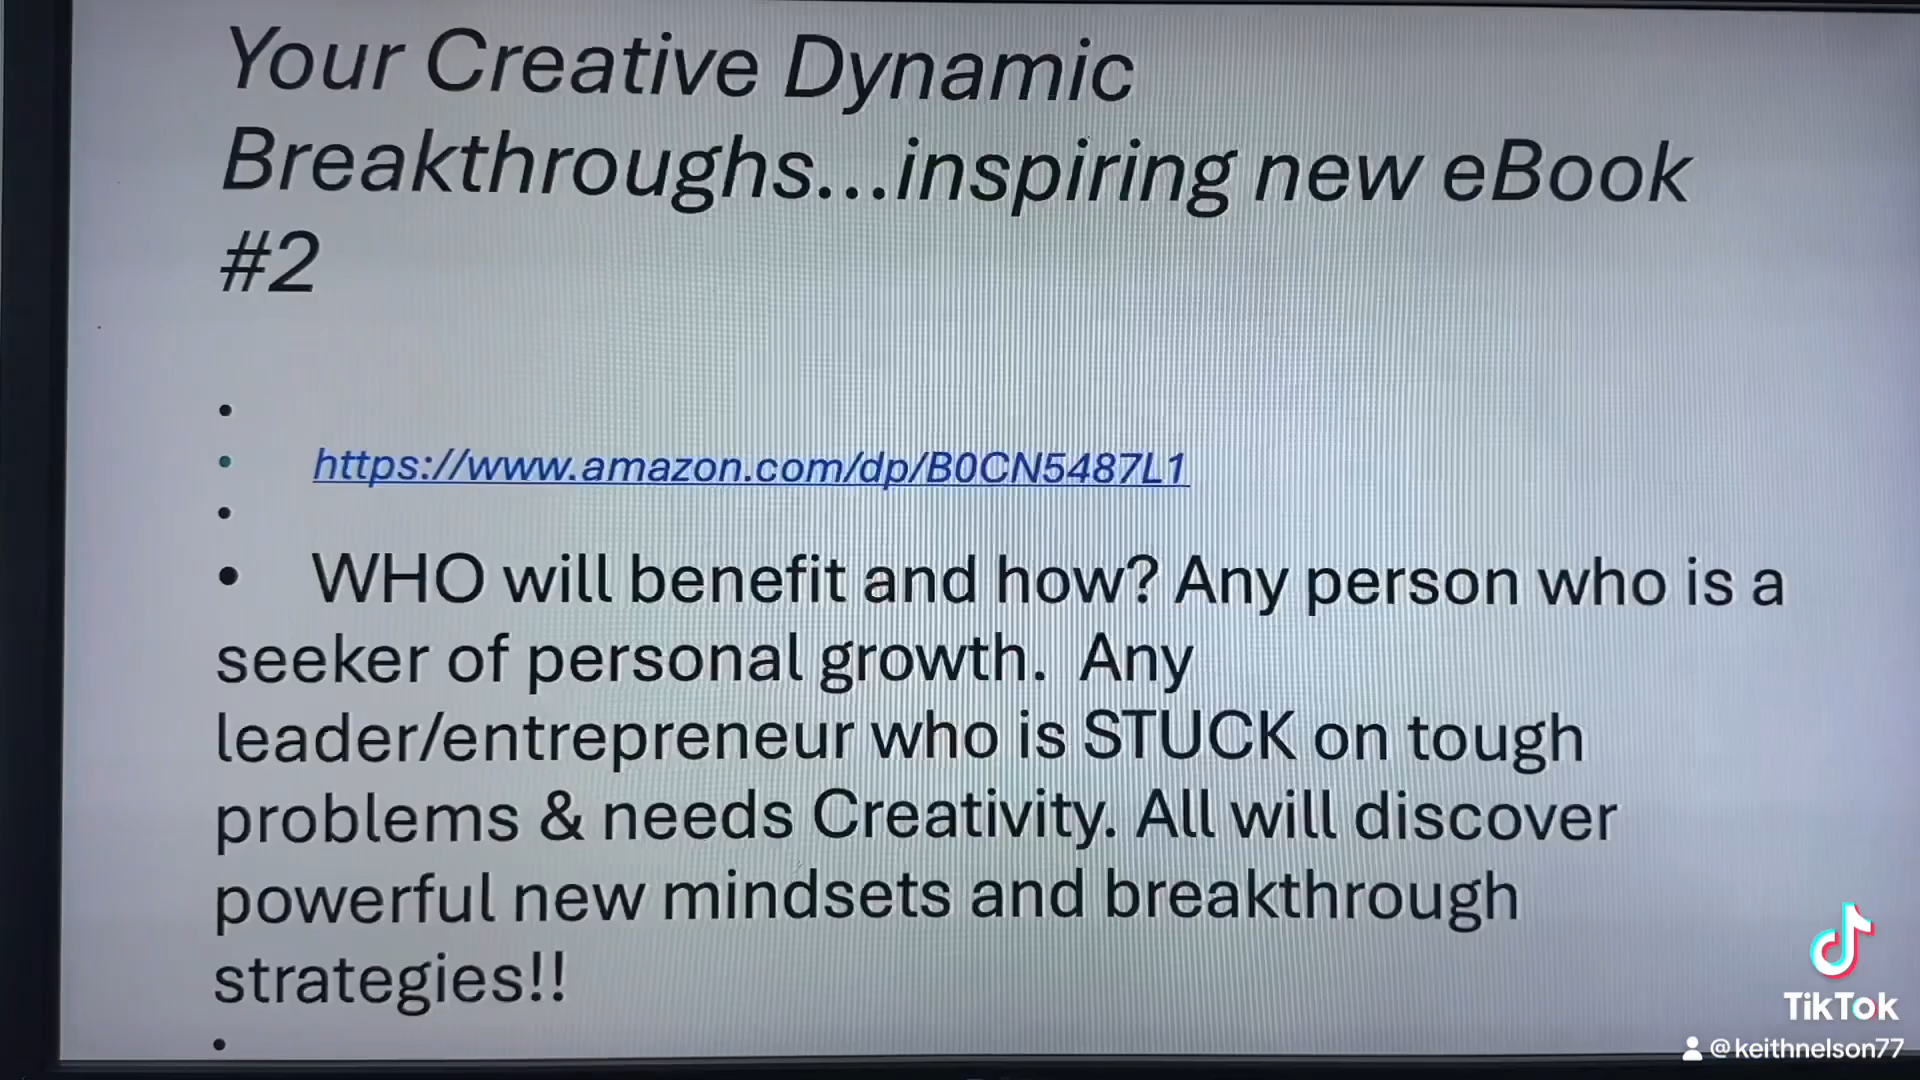 Your Creative Dynamic
Breakthroughs...inspiring new eBook
#2
•
• https://www.amazon.com/dp/B0CN5487L1
•
• WHO will benefit and how? Any person who is a
seeker of personal growth.  Any
leader/entrepreneur who is STUCK on tough
problems & needs Creativity. All will discover
powerful new mindsets and breakthrough
strategies!!
•
TikTok
@keithnelson77